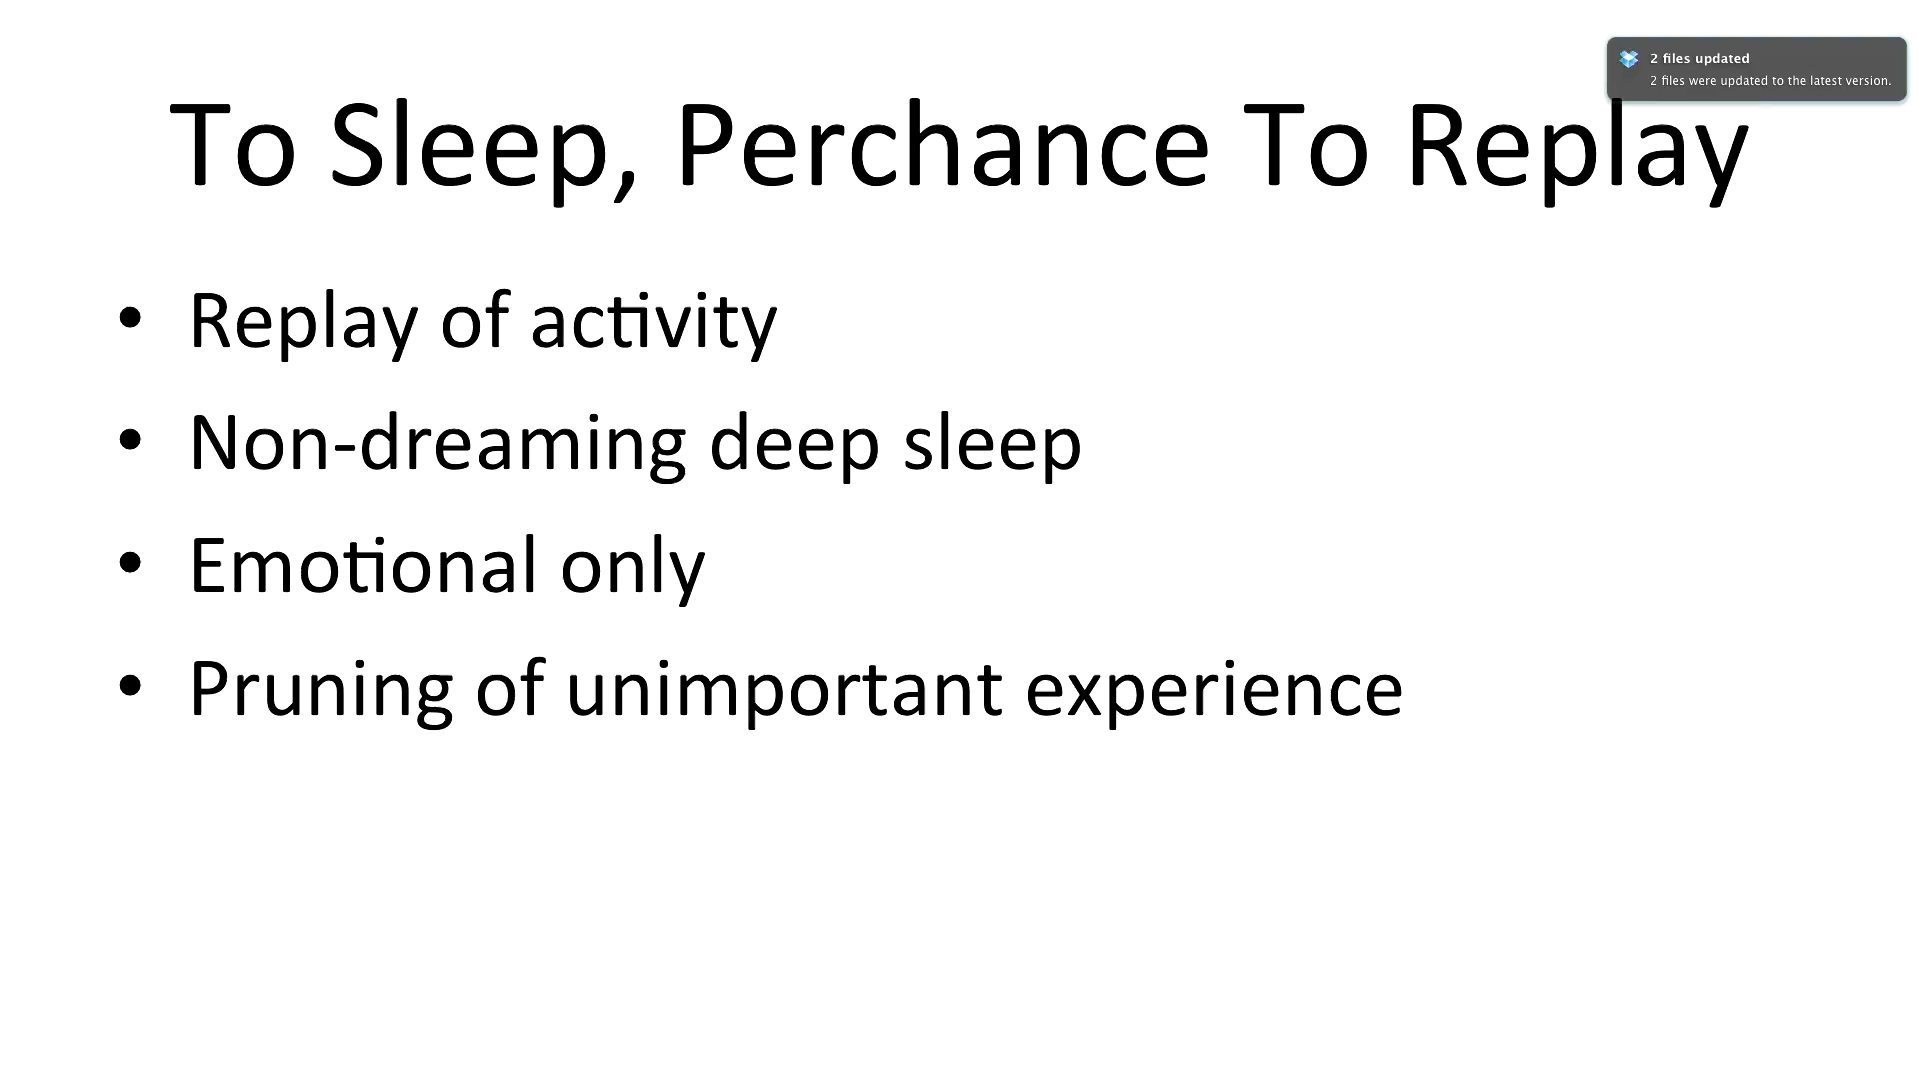 2 files updated
2 files were updated to the latest version.
To Sleep, Perchance To Replay
• Replay of activity
• Non-dreaming deep sleep
• Emotional only
• Pruning of unimportant experience